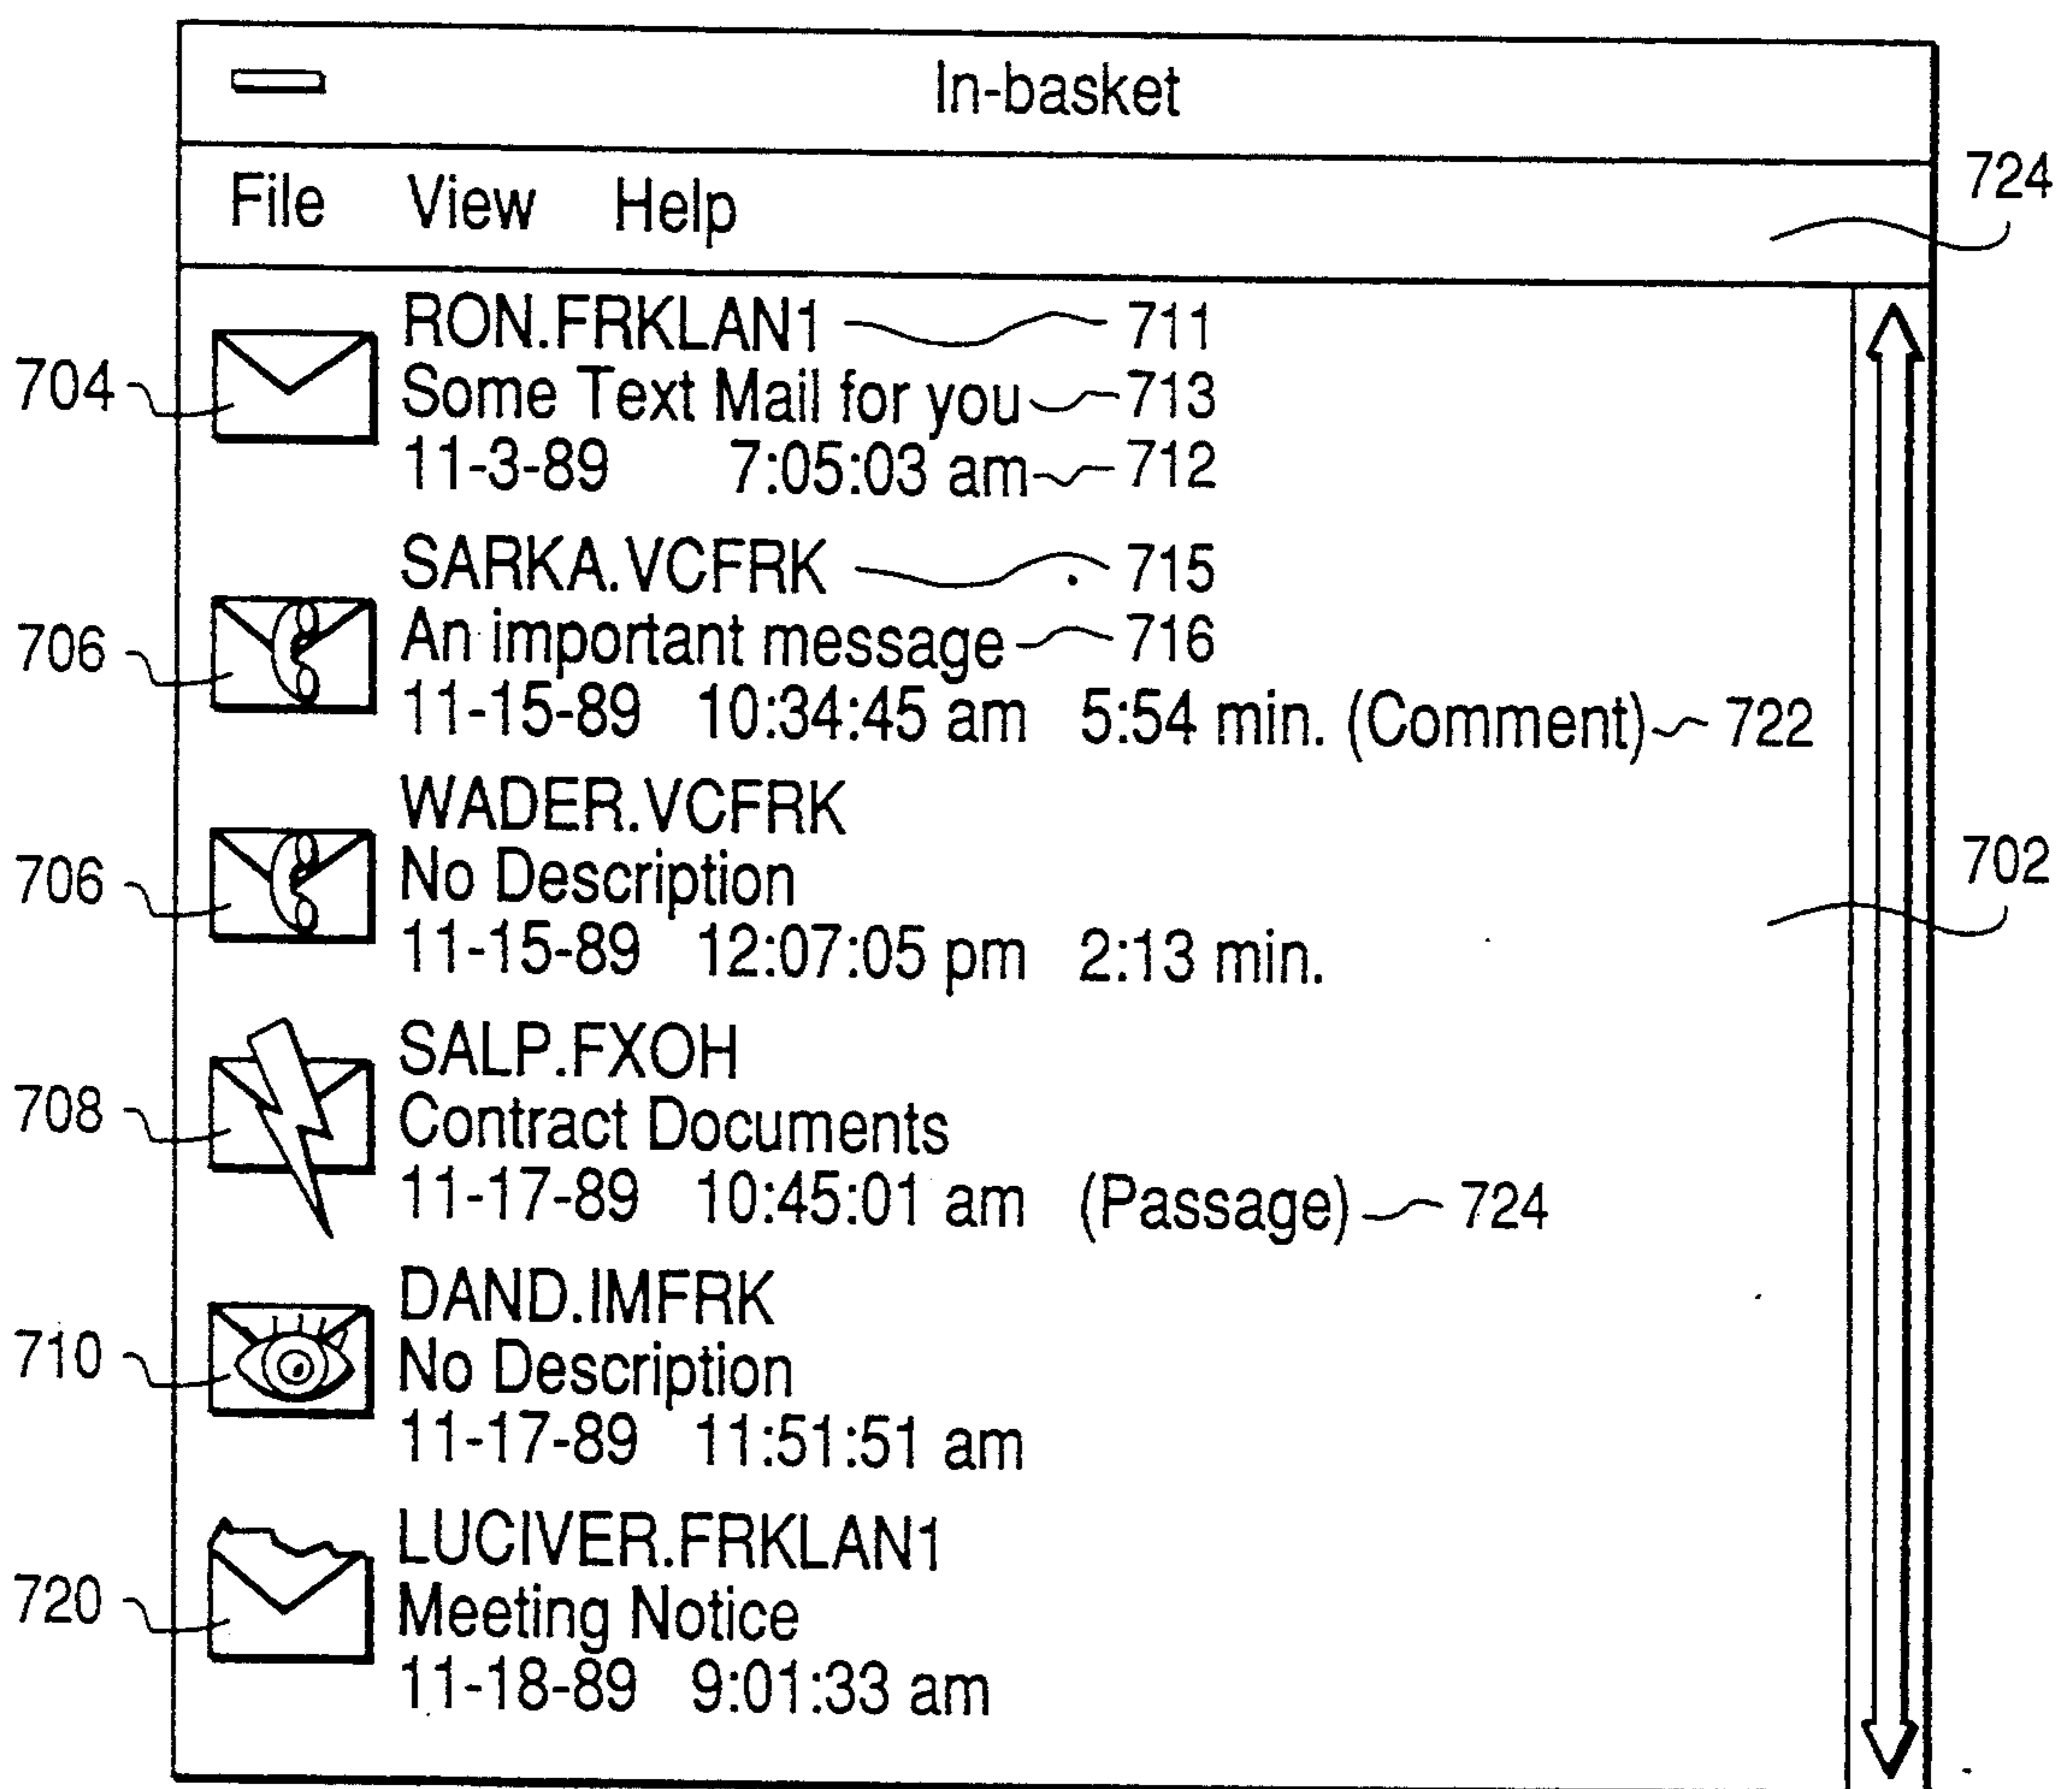 In-basket
File View Help 724
RON.FRKLAN1 711
704 Some Text Mail for you 713
11-3-89 7:05:03 am 712
SARKA.VCFRK 715
706 An important message 716
11-15-89 10:34:45 am 5:54 min. (Comment) 722
WADER.VCFRK 702
706 No Description
11-15-89 12:07:05 pm 2:13 min.
SALP.FXOH
708 Contract Documents
11-17-89 10:45:01 am (Passage) 724
DAND.IMFRK
710 No Description
11-17-89 11:51:51 am
LUCIVER.FRKLAN1
720 Meeting Notice
11-18-89 9:01:33 am